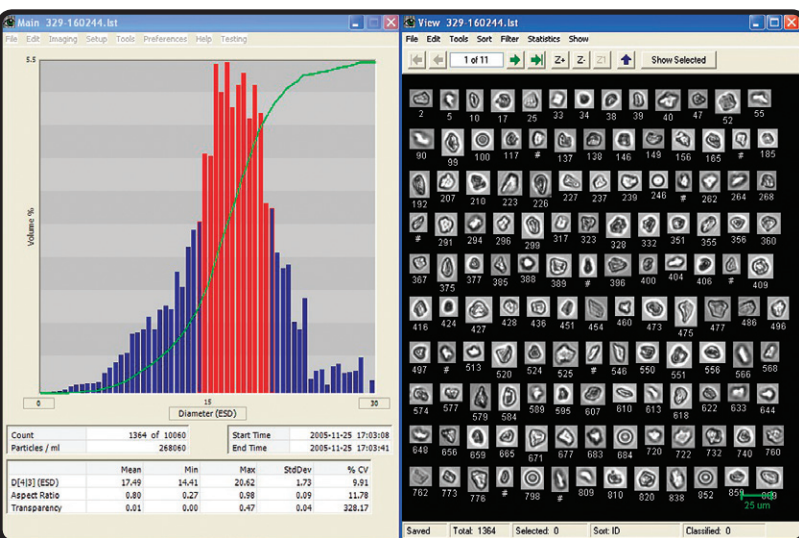 Main 329-160244.lst
File Edit Imaging Setup Tools Preferences Help Testing
5.5
Volume %
0 15 30
Diameter (ESD)
Count 1364 of 10060
Particles / ml 268060
Start Time 2005-11-25 17:03:08
End Time 2005-11-25 17:03:41
Mean Min Max StdDev % CV
D[4|3] (ESD) 17.49 14.41 20.62 1.73 9.91
Aspect Ratio 0.80 0.27 0.98 0.09 11.78
Transparency 0.01 0.00 0.47 0.04 328.17
View 329-160244.lst
File Edit Tools Sort Filter Statistics Show
1 of 11 Z+ Z- Z1 Show Selected
2 5 10 17 25 33 34 38 39 40 47 52 55
90 99 100 117 # 137 138 146 149 156 165 # 185
192 207 210 223 226 227 237 239 246 # 262 264 268
# 291 294 296 299 317 323 328 332 351 355 356 360
367 375 377 385 388 389 # 396 400 404 406 # 409
416 424 427 428 436 451 454 460 473 475 477 486 496
497 # 513 520 524 525 # 546 550 551 556 566 568
574 577 579 584 589 595 607 610 613 618 622 633 644
648 656 659 665 671 677 683 684 720 722 732 740 760
762 773 776 # 798 # 809 810 820 838 852 859
25 um
Saved Total: 1364 Selected: 0 Sort: ID Classified: 0